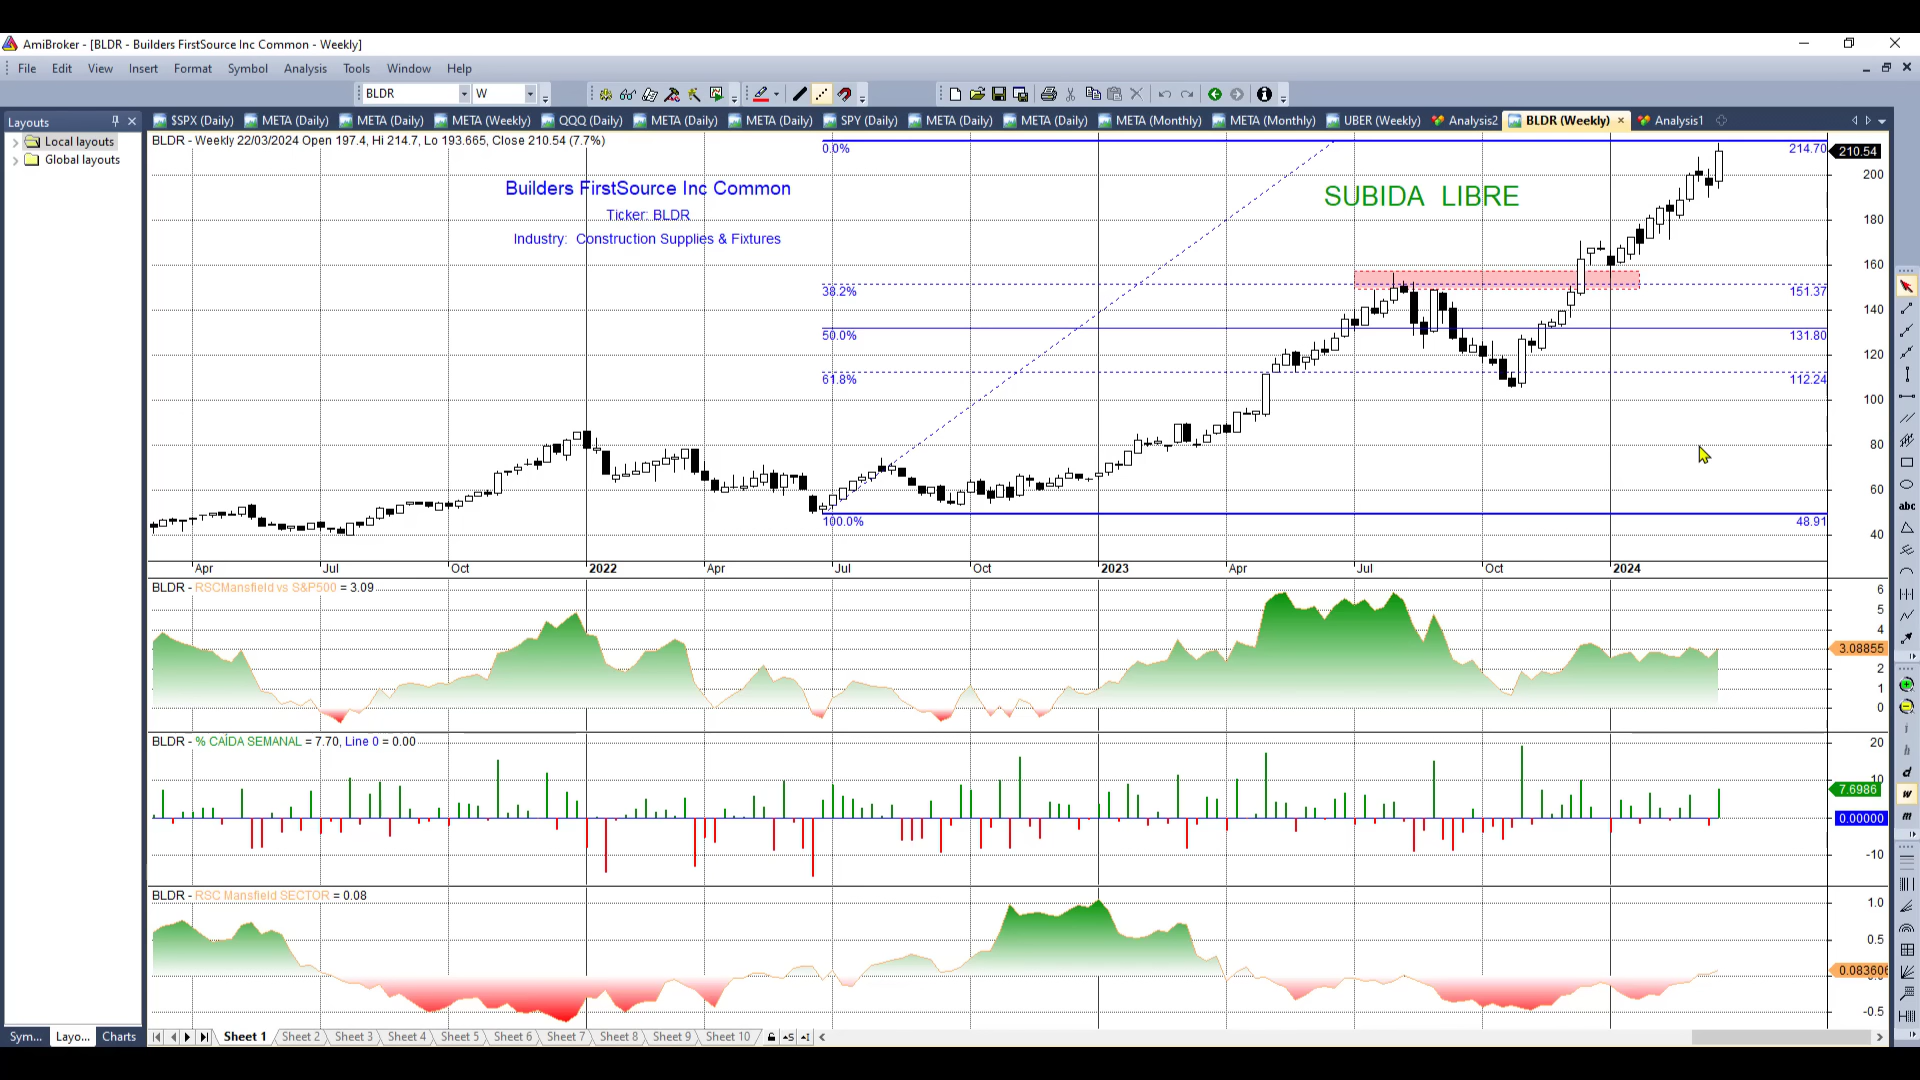 AmiBroker - [BLDR - Builders FirstSource Inc Common - Weekly]
File Edit View Insert Format Symbol Analysis Tools Window Help
BLDR W
Layouts
$SPX (Daily) META (Daily) META (Daily) META (Weekly) QQQ (Daily) META (Daily) META (Daily) SPY (Daily) META (Daily) META (Daily) META (Monthly) META (Monthly) UBER (Weekly) Analysis2 BLDR (Weekly) Analysis1
Local layouts
Global layouts
BLDR - Weekly 22/03/2024 Open 197.4, Hi 214.7, Lo 193.665, Close 210.54 (7.7%)
0.0% 214.70 210.54
Builders FirstSource Inc Common
Ticker: BLDR
Industry: Construction Supplies & Fixtures
SUBIDA LIBRE
200
180
160
38.2% 151.37
140
50.0% 131.80
120
61.8% 112.24
100
80
60
100.0% 48.91
40
Apr Jul Oct 2022 Apr Jul Oct 2023 Apr Jul Oct 2024
BLDR - RSCMansfield vs S&P500 = 3.09
6
5
4
3.08855
2
1
0
BLDR - % CAÍDA SEMANAL = 7.70, Line 0 = 0.00
20
10
7.6986
0.00000
-10
BLDR - RSC Mansfield SECTOR = 0.08
1.0
0.5
0.083606
-0.5
abc
i
h
d
w
m
Sym... Layo... Charts
Sheet 1 Sheet 2 Sheet 3 Sheet 4 Sheet 5 Sheet 6 Sheet 7 Sheet 8 Sheet 9 Sheet 10